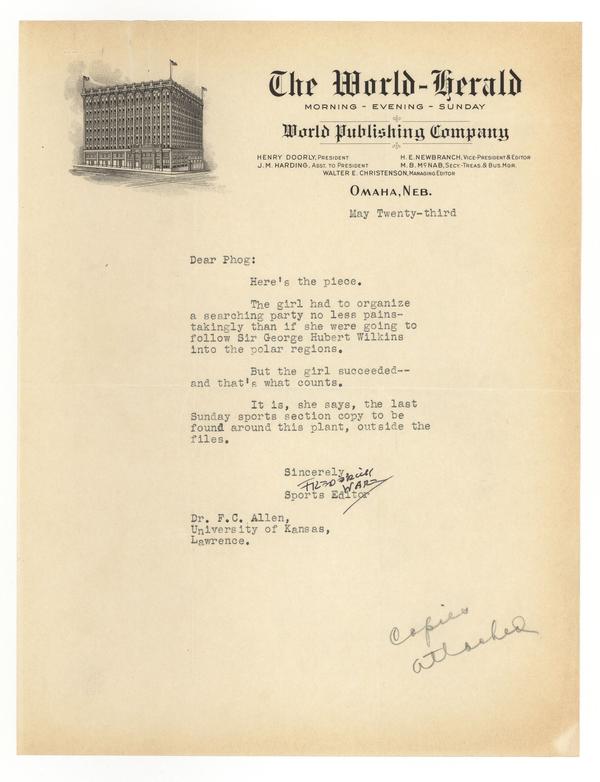 The World-Herald
MORNING - EVENING - SUNDAY
World Publishing Company
HENRY DOORLY, PRESIDENT H. E. NEWBRANCH, VICE-PRESIDENT & EDITOR
J. M. HARDING, ASST. TO PRESIDENT M. B. McNAB, SECY.-TREAS. & BUS. MGR.
WALTER E. CHRISTENSON, MANAGING EDITOR
OMAHA, NEB.
May Twenty-third
Dear Phog:
Here's the piece.
The girl had to organize
a searching party no less pains-
takingly than if she were going to
follow Sir George Hubert Wilkins
into the polar regions.
But the girl succeeded--
and that's what counts.
It is, she says, the last
Sunday sports section copy to be
found around this plant, outside the
files.
Sincerely,
FREDERICK
WARE
Sports Editor
Dr. F.C. Allen,
University of Kansas,
Lawrence.
Copies
attached